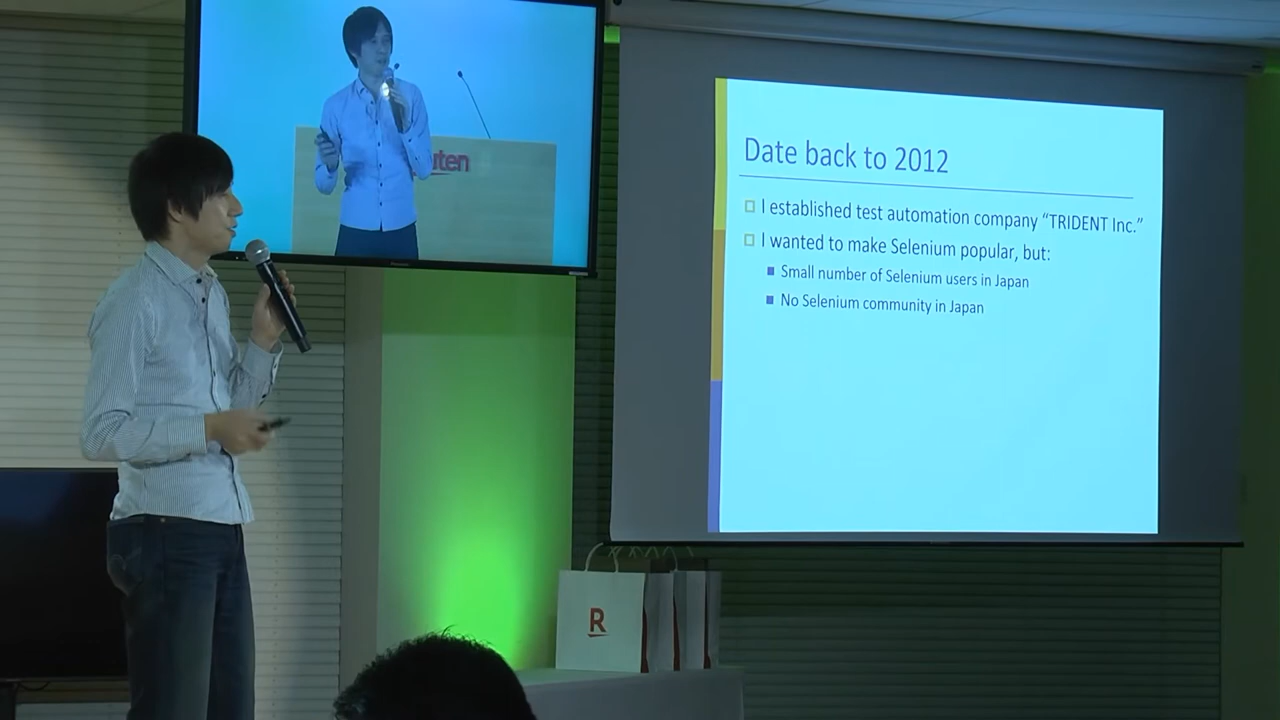 uten
Date back to 2012
I established test automation company “TRIDENT Inc.”
I wanted to make Selenium popular, but:
Small number of Selenium users in Japan
No Selenium community in Japan
R